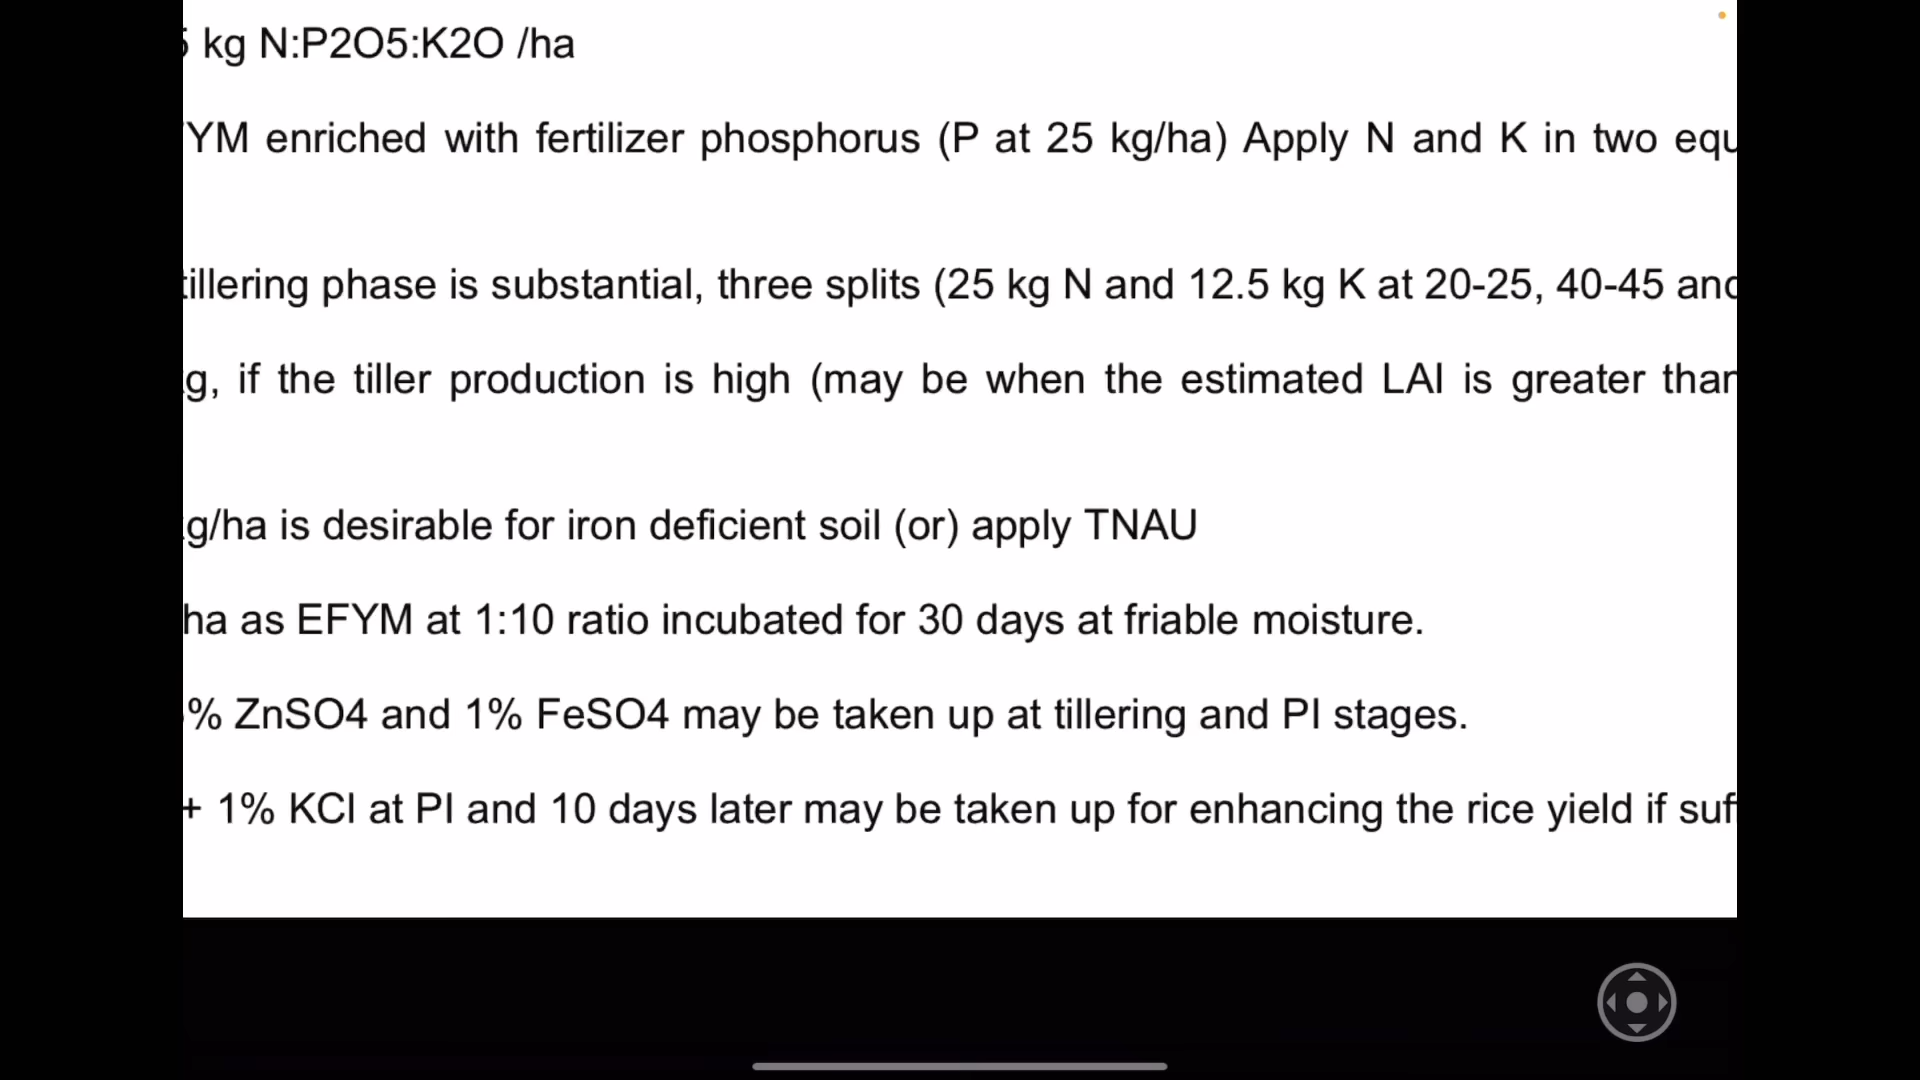 kg N:P2O5:K2O /ha
enriched with fertilizer phosphorus (P at 25 kg/ha) Apply N and K in two
tillering phase is substantial, three splits (25 kg N and 12.5 kg K at 20-25, 40-45 and
if the tiller production is high (may be when the estimated LAI is greater than
is desirable for iron deficient soil (or) apply TNAU
ha as EFYM at 1:10 ratio incubated for 30 days at friable moisture.
% ZnSO4 and 1% FeSO4 may be taken up at tillering and PI stages.
+ 1% KCl at PI and 10 days later may be taken up for enhancing the rice yield if